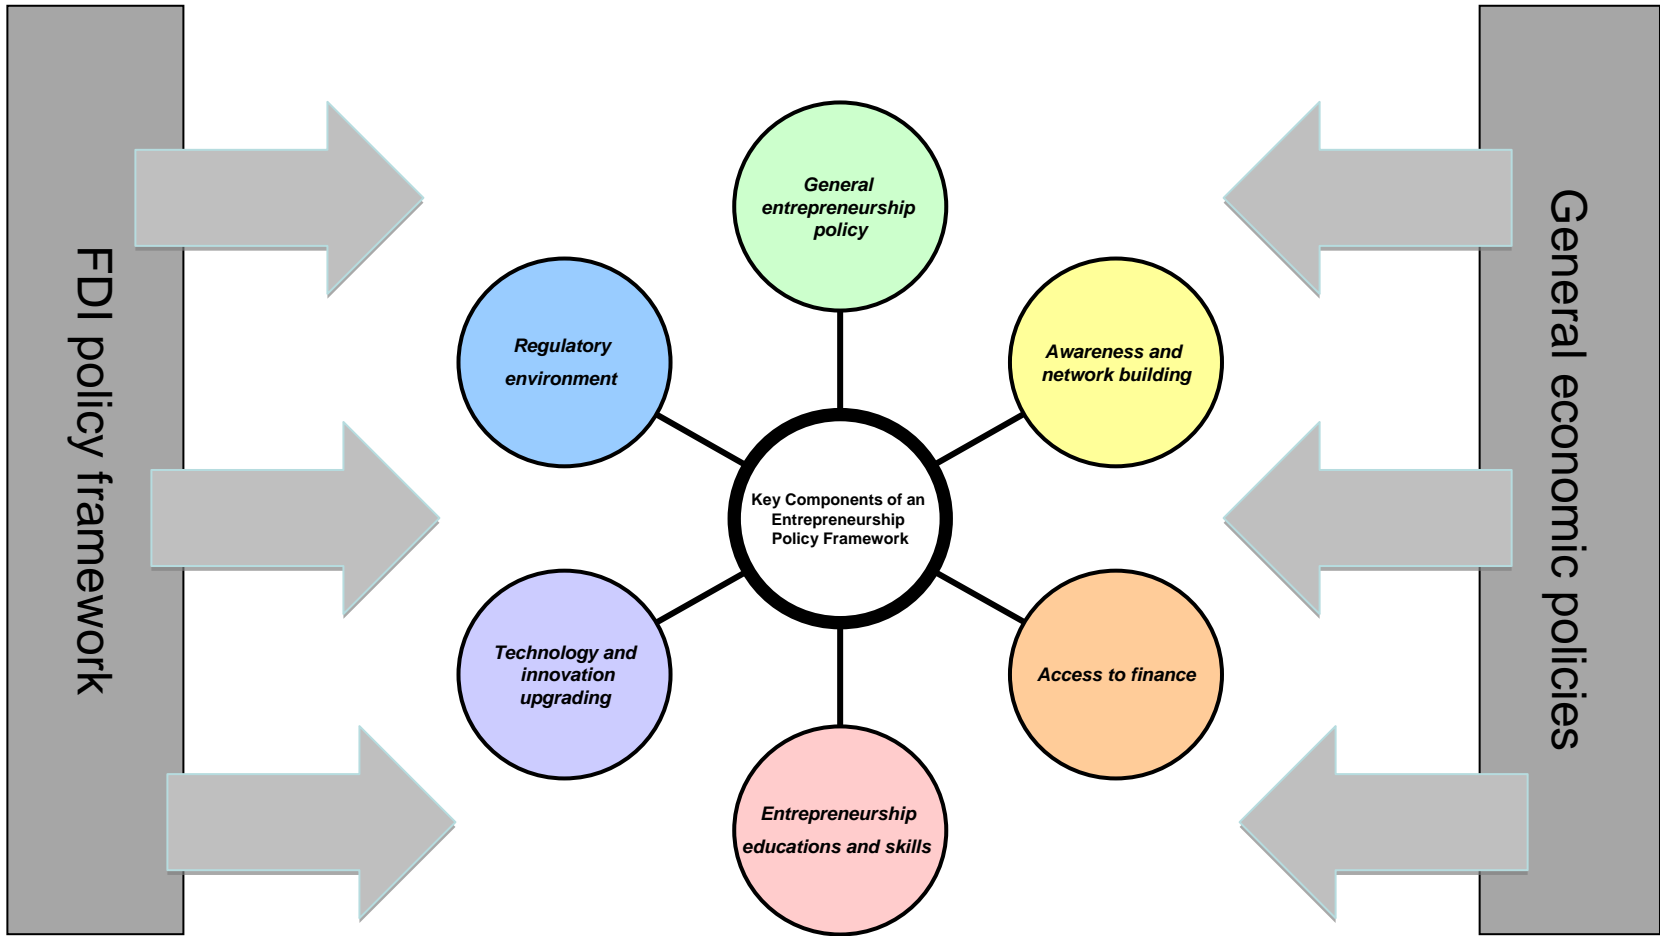 FDI policy framework
General
entrepreneurship
policy
Regulatory
environment
Awareness and
network building
Key Components of an
Entrepreneurship
Policy Framework
Technology and
innovation
upgrading
Access to finance
Entrepreneurship
educations and skills
General economic policies